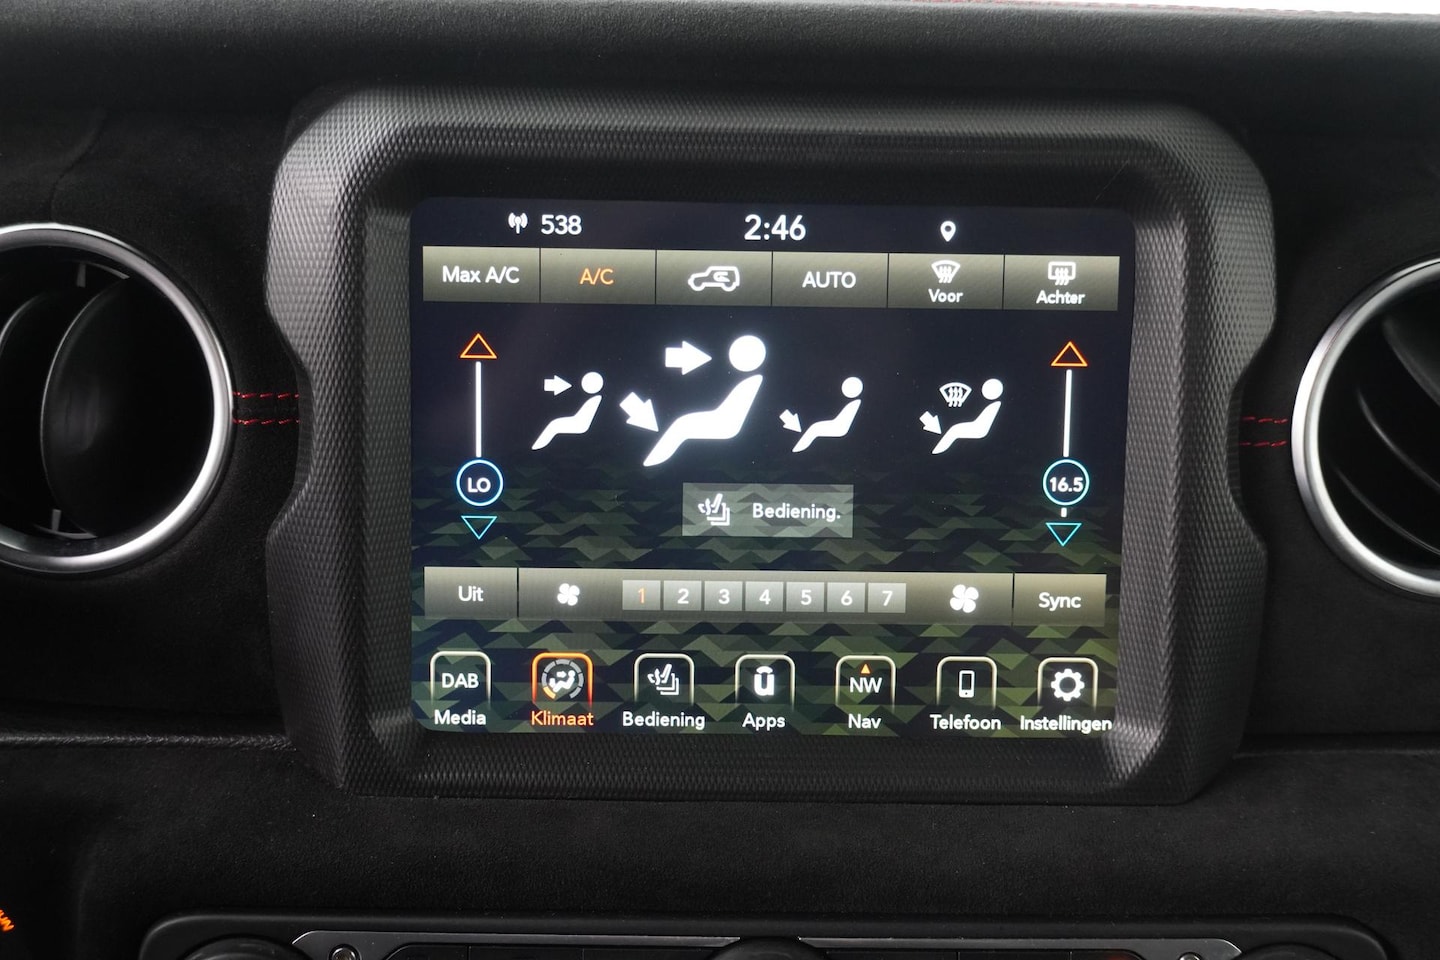 538
2:46
Max A/C
A/C
AUTO
Voor
Achter
LO
16.5
Bediening.
Uit
1 2 3 4 5 6 7
Sync
DAB
NW
Media
Klimaat
Bediening
Apps
Nav
Telefoon
Instellingen